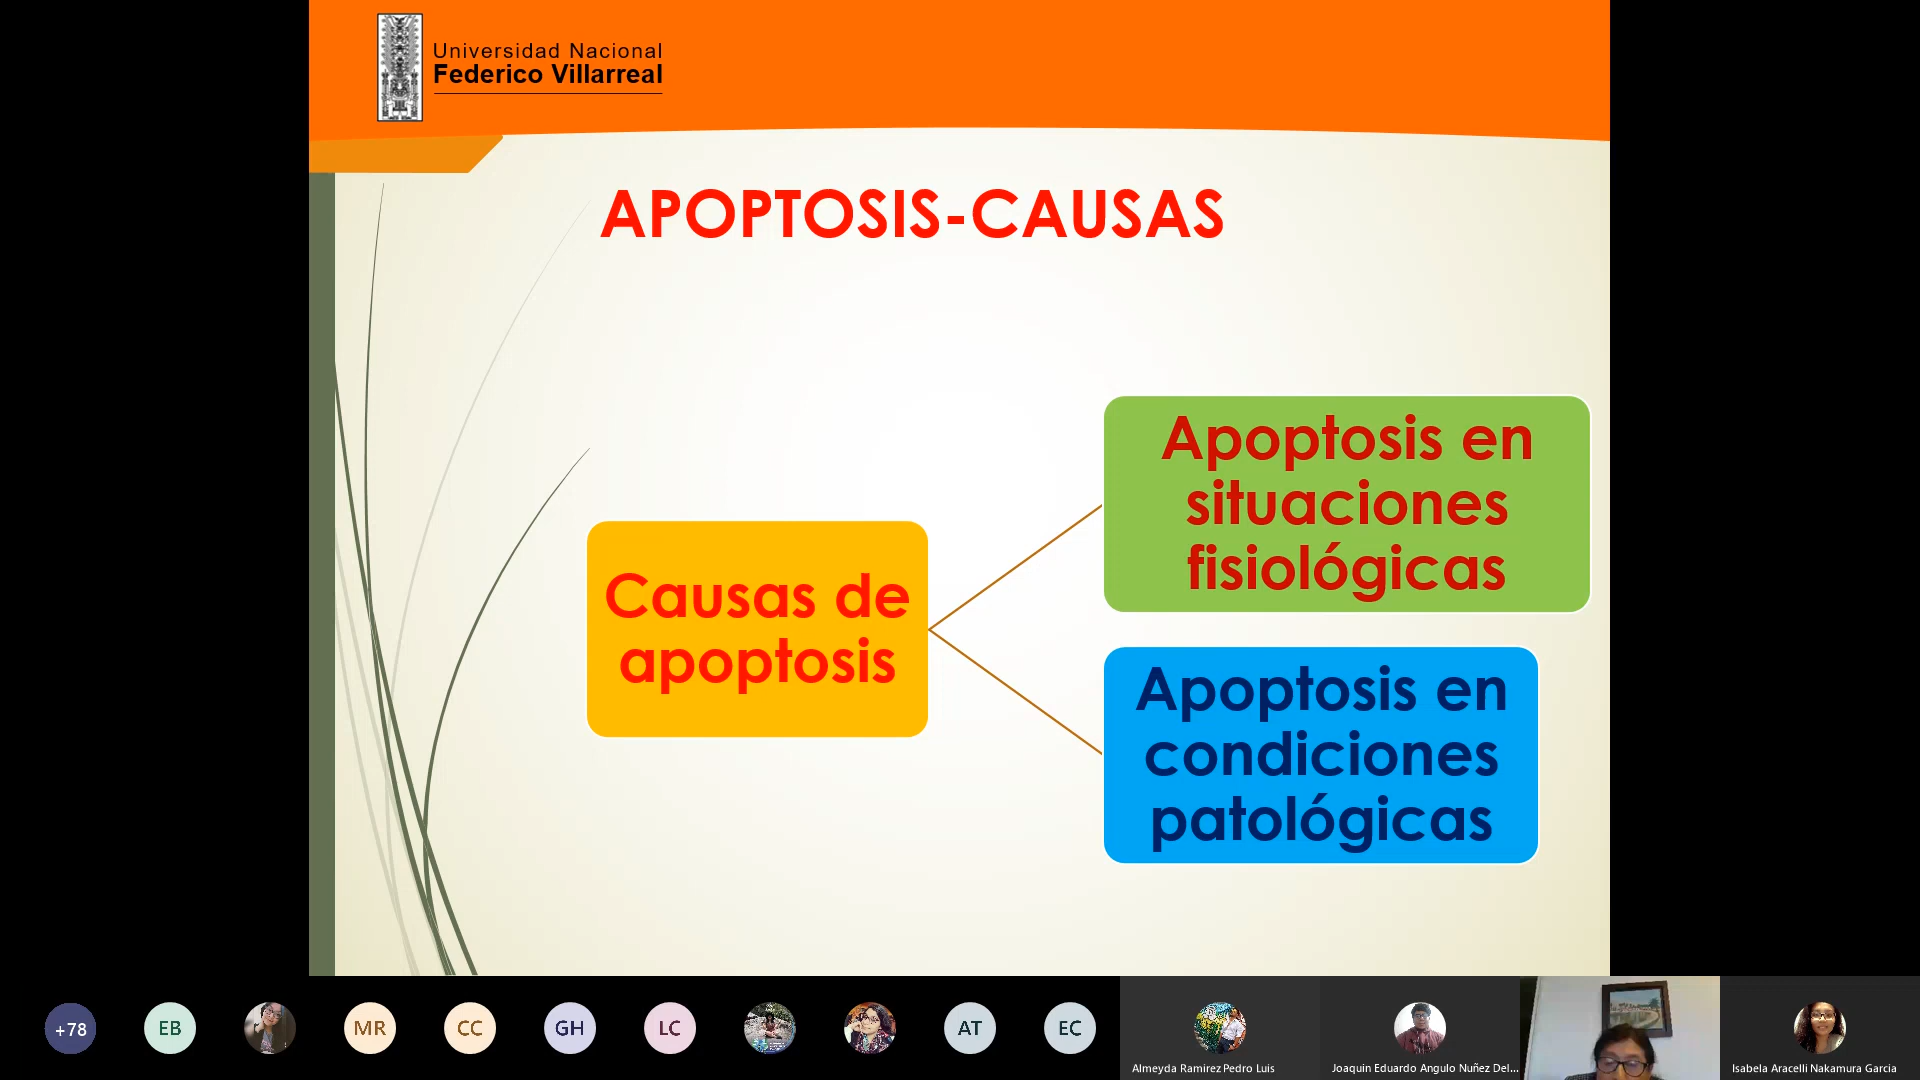 Universidad Nacional
Federico Villarreal
APOPTOSIS-CAUSAS
Causas de
apoptosis
Apoptosis en
situaciones
fisiológicas
Apoptosis en
condiciones
patológicas
+78
EB
MR
CC
GH
LC
AT
EC
Almeyda Ramirez Pedro Luis
Joaquin Eduardo Angulo Nuñez Del...
Isabela Aracelli Nakamura Garcia